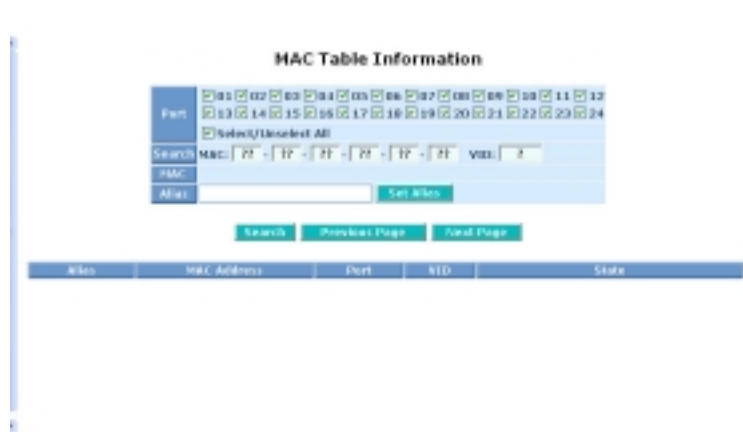 MAC Table Information
Port
01 02 03 04 05 06 07 08 09 10 11 12
13 14 15 16 17 18 19 20 21 22 23 24
Select/Unselect All
Search MAC: ?? - ?? - ?? - ?? - ?? - ?? VID: ?
MAC
Alias Set Alias
Search Previous Page Next Page
Alias MAC Address Port VID State